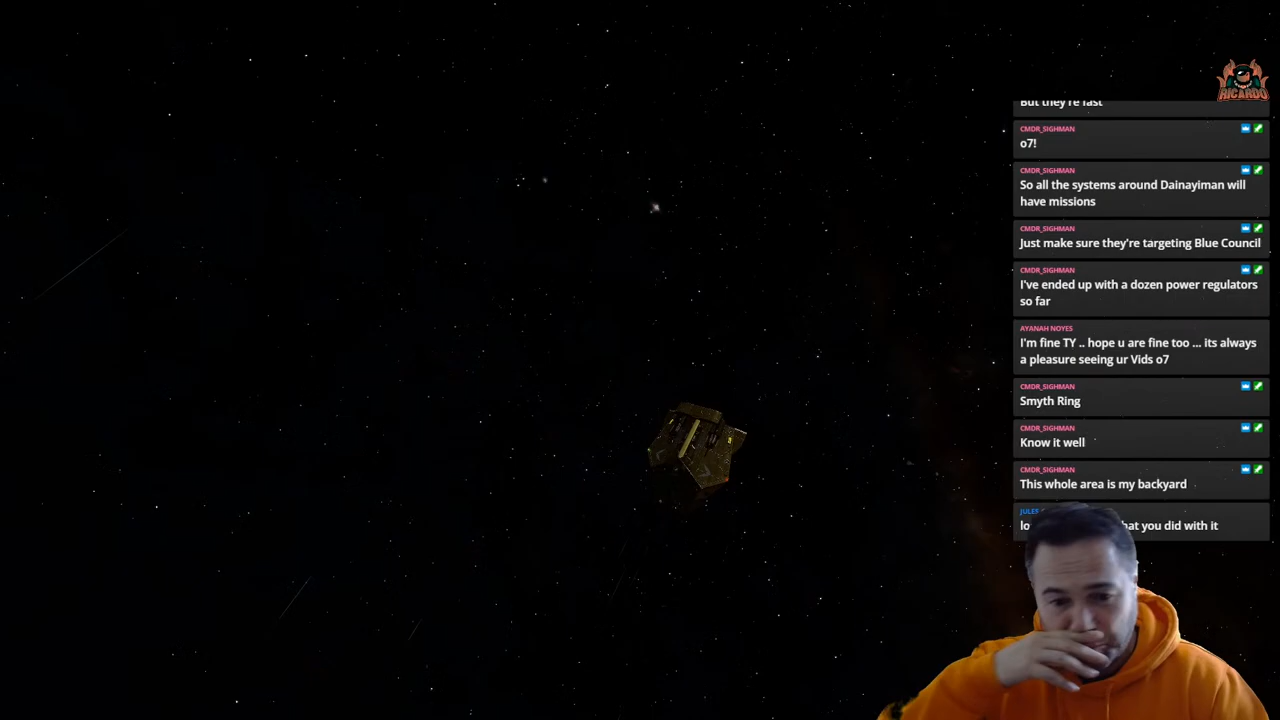 RICARDO
But they're fast
CMDR_SIGHMAN
o7!
CMDR_SIGHMAN
So all the systems around Dainayiman will
have missions
CMDR_SIGHMAN
Just make sure they're targeting Blue Council
CMDR_SIGHMAN
I've ended up with a dozen power regulators
so far
AYANAH NOYES
I'm fine TY .. hope u are fine too ... its always
a pleasure seeing ur Vids o7
CMDR_SIGHMAN
Smyth Ring
CMDR_SIGHMAN
Know it well
CMDR_SIGHMAN
This whole area is my backyard
JULES
you did with it